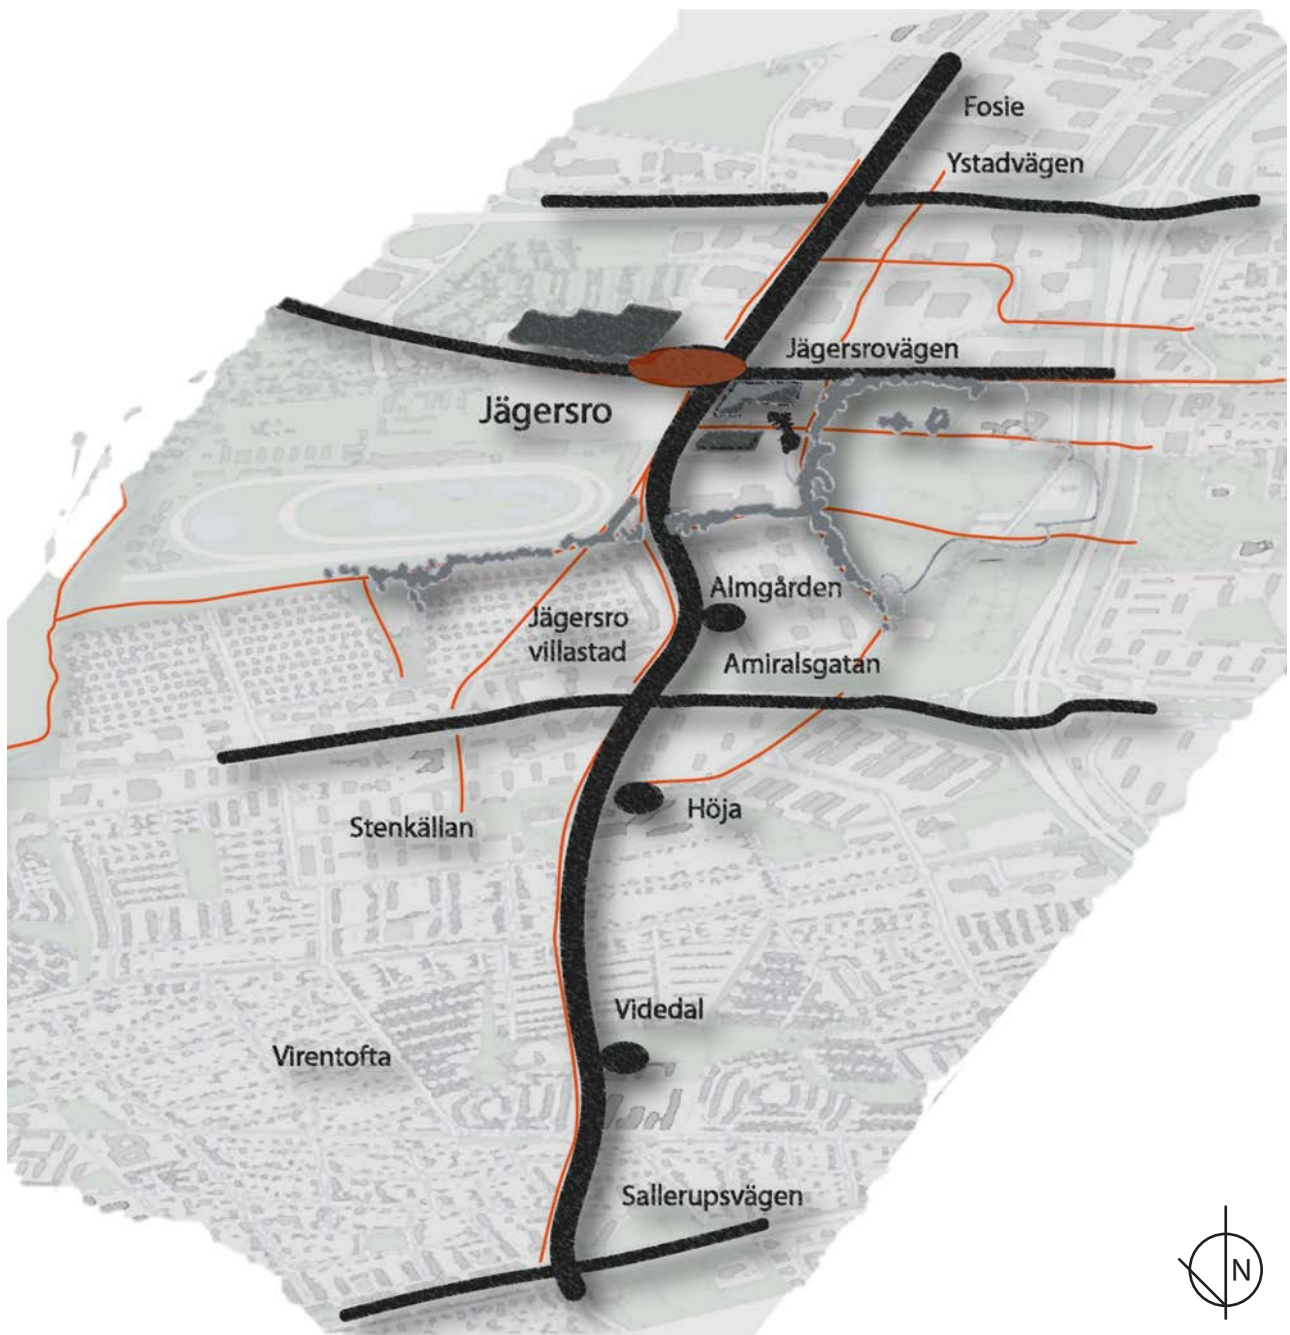 Fosie
Ystadvägen
Jägersrovägen
Jägersro
Almgården
Jägersro
villastad
Amiralsgatan
Höja
Stenkällan
Videdal
Virentofta
Sallerupsvägen
N